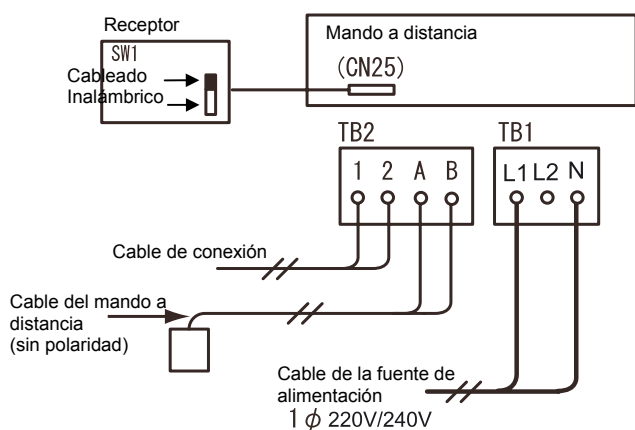 Receptor
SW1
Cableado
Inalámbrico
Mando a distancia
(CN25)
TB2
1 2 A B
TB1
L1 L2 N
Cable de conexión
Cable del mando a
distancia
(sin polaridad)
Cable de la fuente de
alimentación
1 ϕ 220V/240V